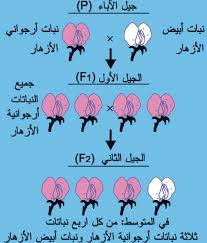 جيل الآباء (P)
نبات أرجواني الأزهار
×
نبات أبيض الأزهار
الجيل الأول (F1)
جميع
النباتات
أرجوانية
الأزهار
×
الجيل الثاني (F2)
في المتوسط: من كل اربع نباتات
ثلاثة نباتات أرجوانية الأزهار ونبات أبيض الأزهار